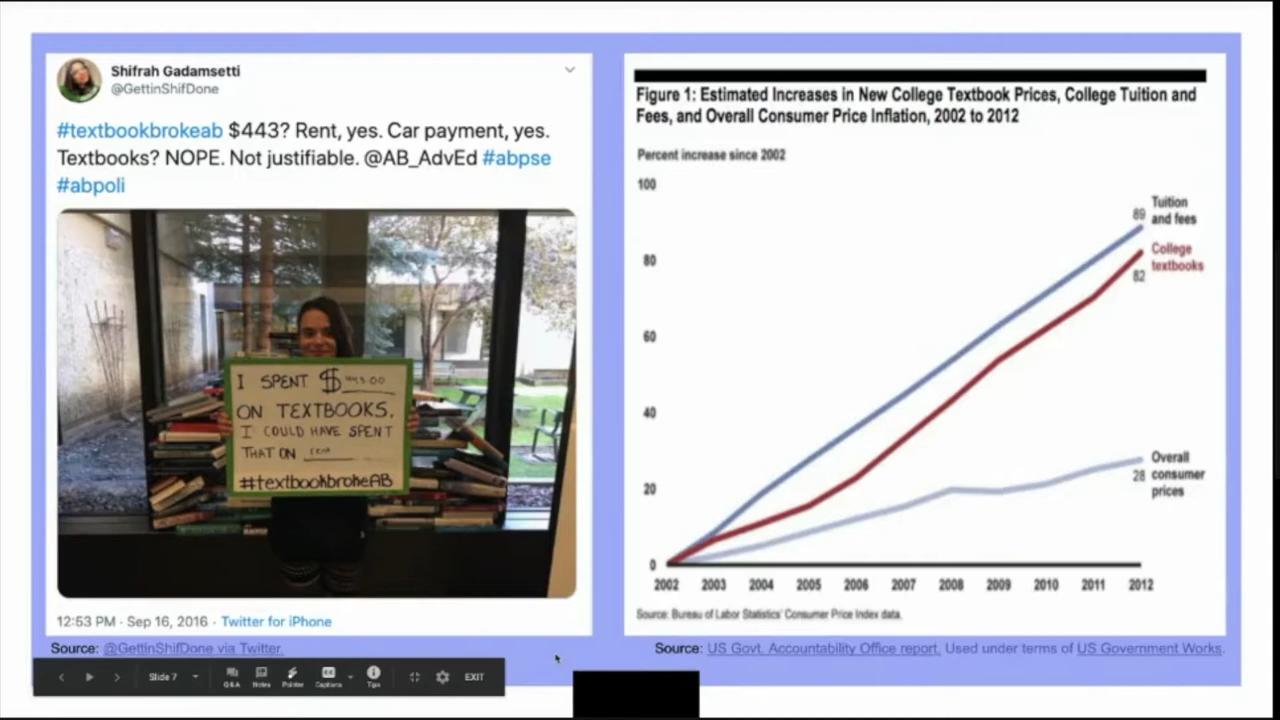 Shifrah Gadamsetti
@GettinShifDone
#textbookbrokeab $443? Rent, yes. Car payment, yes.
Textbooks? NOPE. Not justifiable. @AB_AdvEd #abpse
#abpoli
I SPENT $443.00
ON TEXTBOOKS.
I COULD HAVE SPENT
THAT ON rent
#textbookbrokeAB
12:53 PM · Sep 16, 2016 · Twitter for iPhone
Source: @GettinShifDone via Twitter.
Figure 1: Estimated Increases in New College Textbook Prices, College Tuition and
Fees, and Overall Consumer Price Inflation, 2002 to 2012
Percent increase since 2002
100
80
60
40
20
0
89
Tuition
and fees
College
textbooks
82
Overall
consumer
prices
28
2002 2003 2004 2005 2006 2007 2008 2009 2010 2011 2012
Source: Bureau of Labor Statistics' Consumer Price Index data.
Source: US Govt. Accountability Office report. Used under terms of US Government Works.
Slide 7
Q&A
Notes
Pointer
Captions
Tips
EXIT